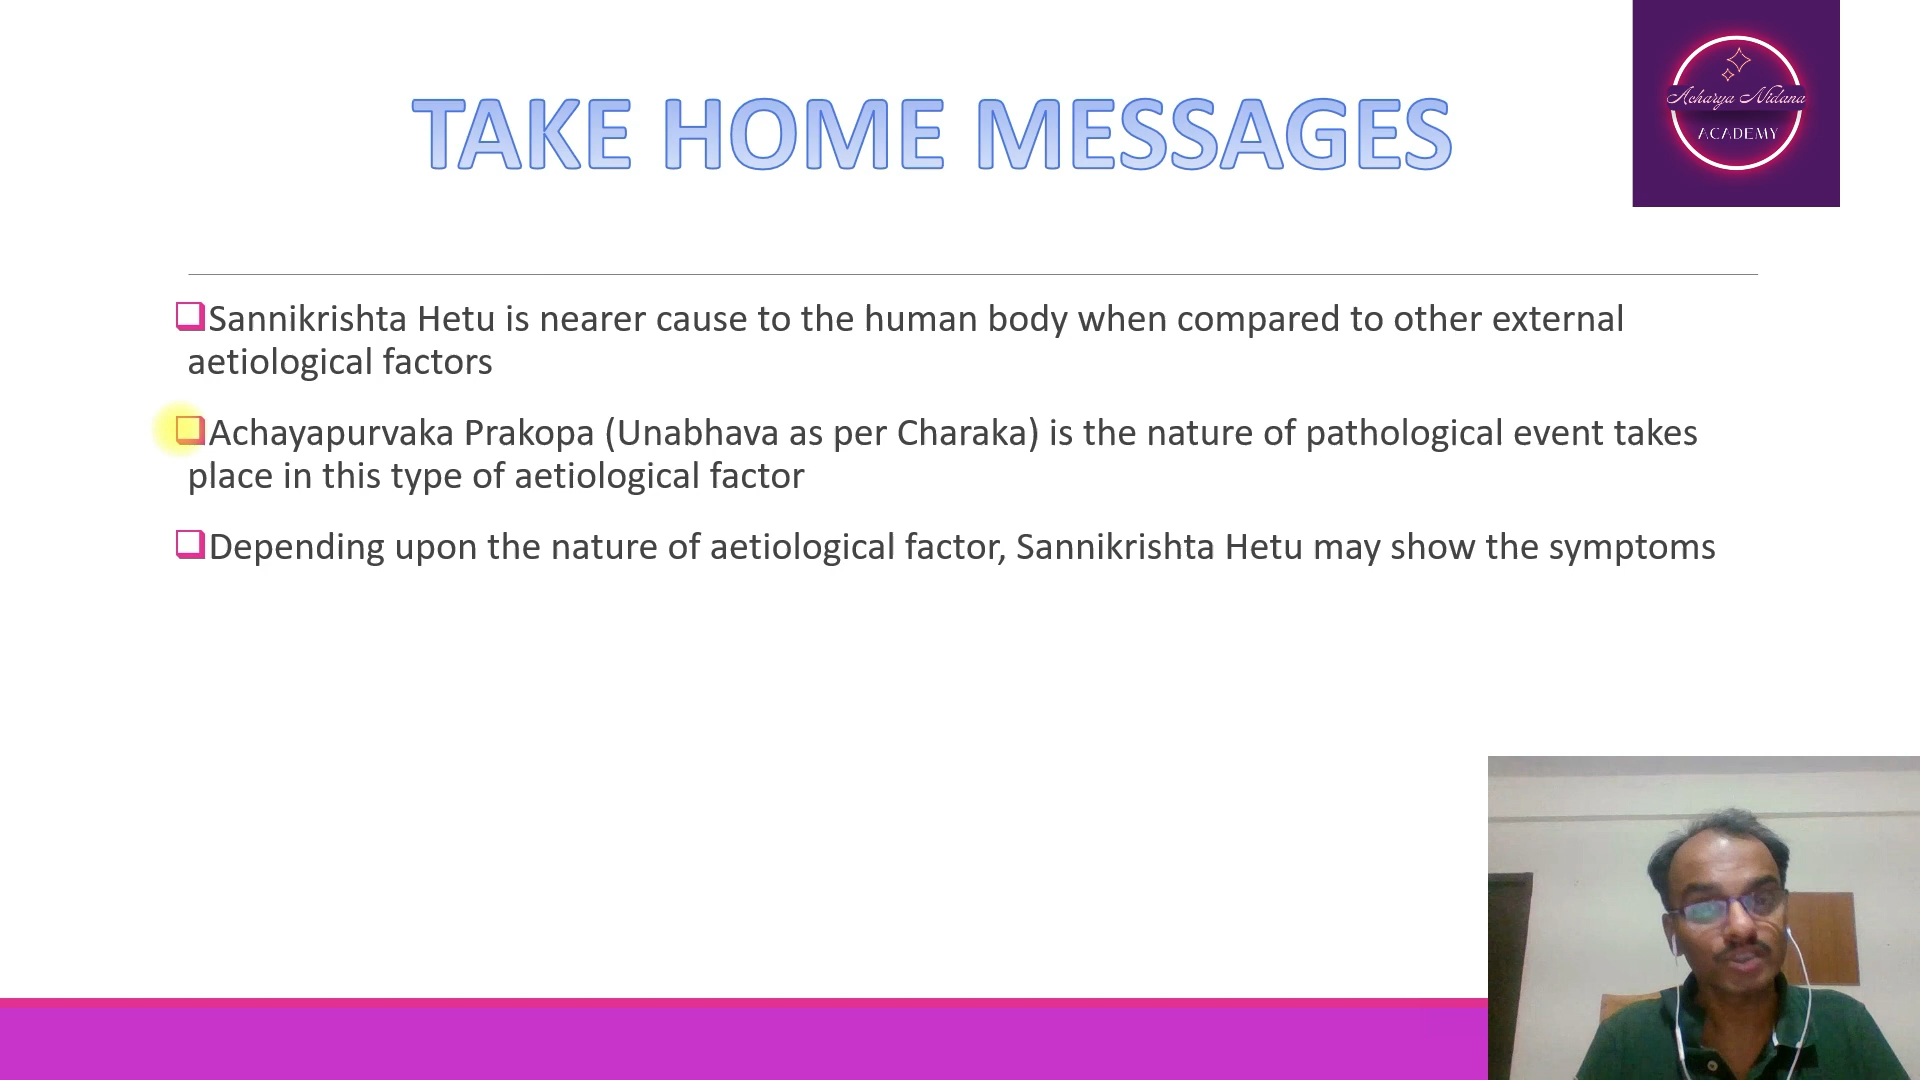 TAKE HOME MESSAGES
Acharya Nidana
ACADEMY
Sannikrishta Hetu is nearer cause to the human body when compared to other external
aetiological factors
Achayapurvaka Prakopa (Unabhava as per Charaka) is the nature of pathological event takes
place in this type of aetiological factor
Depending upon the nature of aetiological factor, Sannikrishta Hetu may show the symptoms